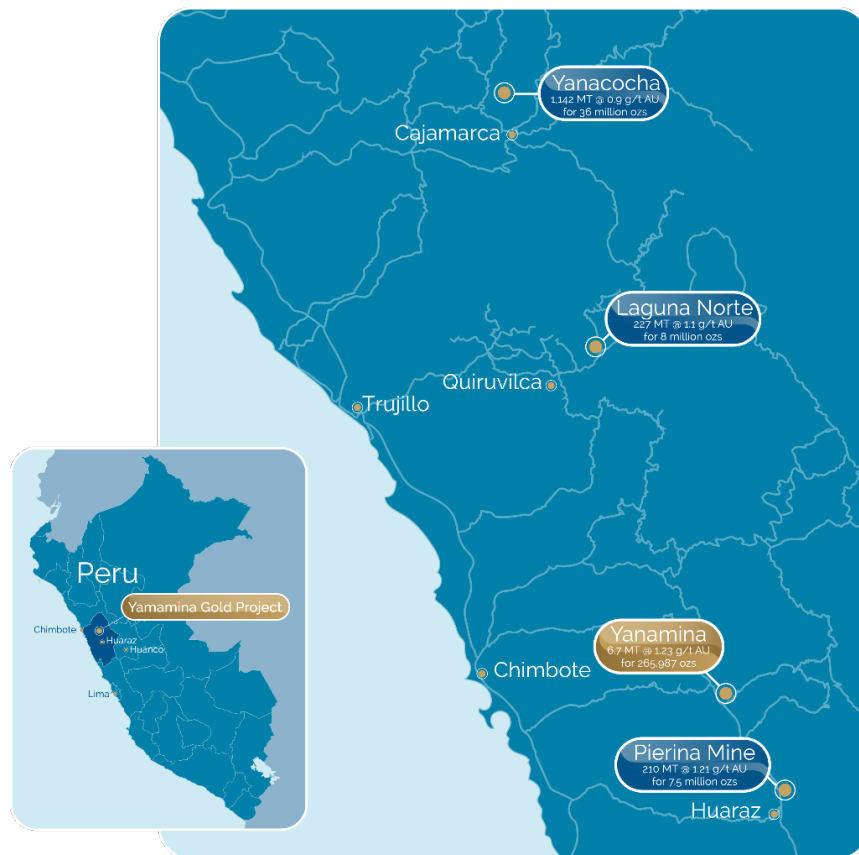 Yanacocha
1,142 MT @ 0.9 g/t AU
for 36 million ozs
Cajamarca
Laguna Norte
227 MT @ 1.1 g/t AU
for 8 million ozs
Quiruvilca
Trujillo
Yanamina
6.7 MT @ 1.23 g/t AU
for 265,987 ozs
Chimbote
Pierina Mine
210 MT @ 1.21 g/t AU
for 7.5 million ozs
Huaraz
Peru
Yamamina Gold Project
Chimbote
Huaraz
Huánco
Lima